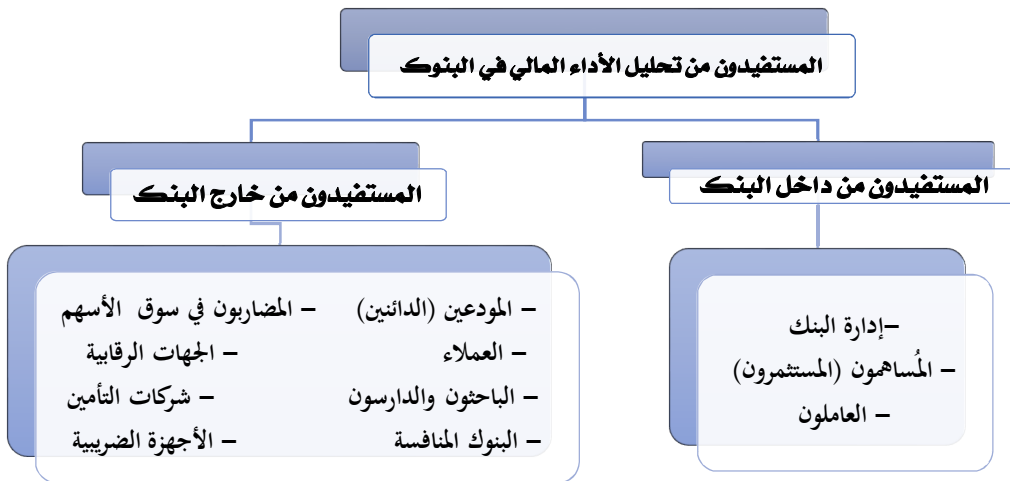 المستفيدون من تحليل الأداء المالي في البنوك
المستفيدون من داخل البنك
المستفيدون من خارج البنك
–إدارة البنك
– المُساهمون (المستثمرون)
– العاملون
– المودعين (الدائنين)
– العملاء
– الباحثون والدارسون
– البنوك المنافسة
– المضاربون في سوق الأسهم
– الجهات الرقابية
– شركات التأمين
– الأجهزة الضريبية